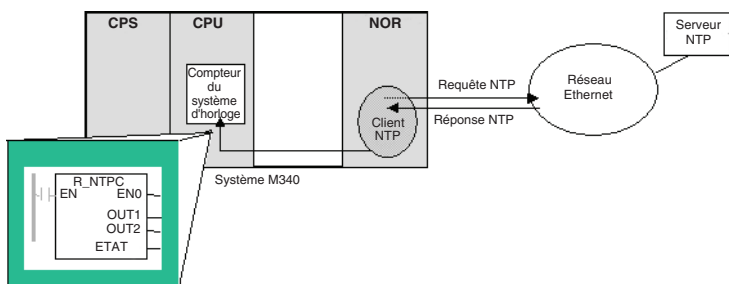 CPS
CPU
NOR
Serveur
NTP
Compteur
du
système
d'horloge
Requête NTP
Réseau
Ethernet
Client
NTP
Réponse NTP
Système M340
R_NTPC
EN
EN0
OUT1
OUT2
ETAT